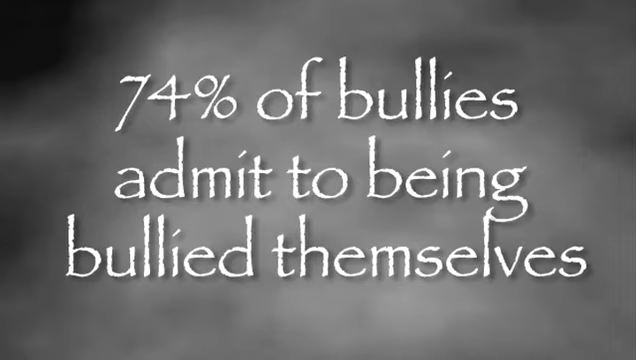 74% of bullies
admit to being
bullied themselves